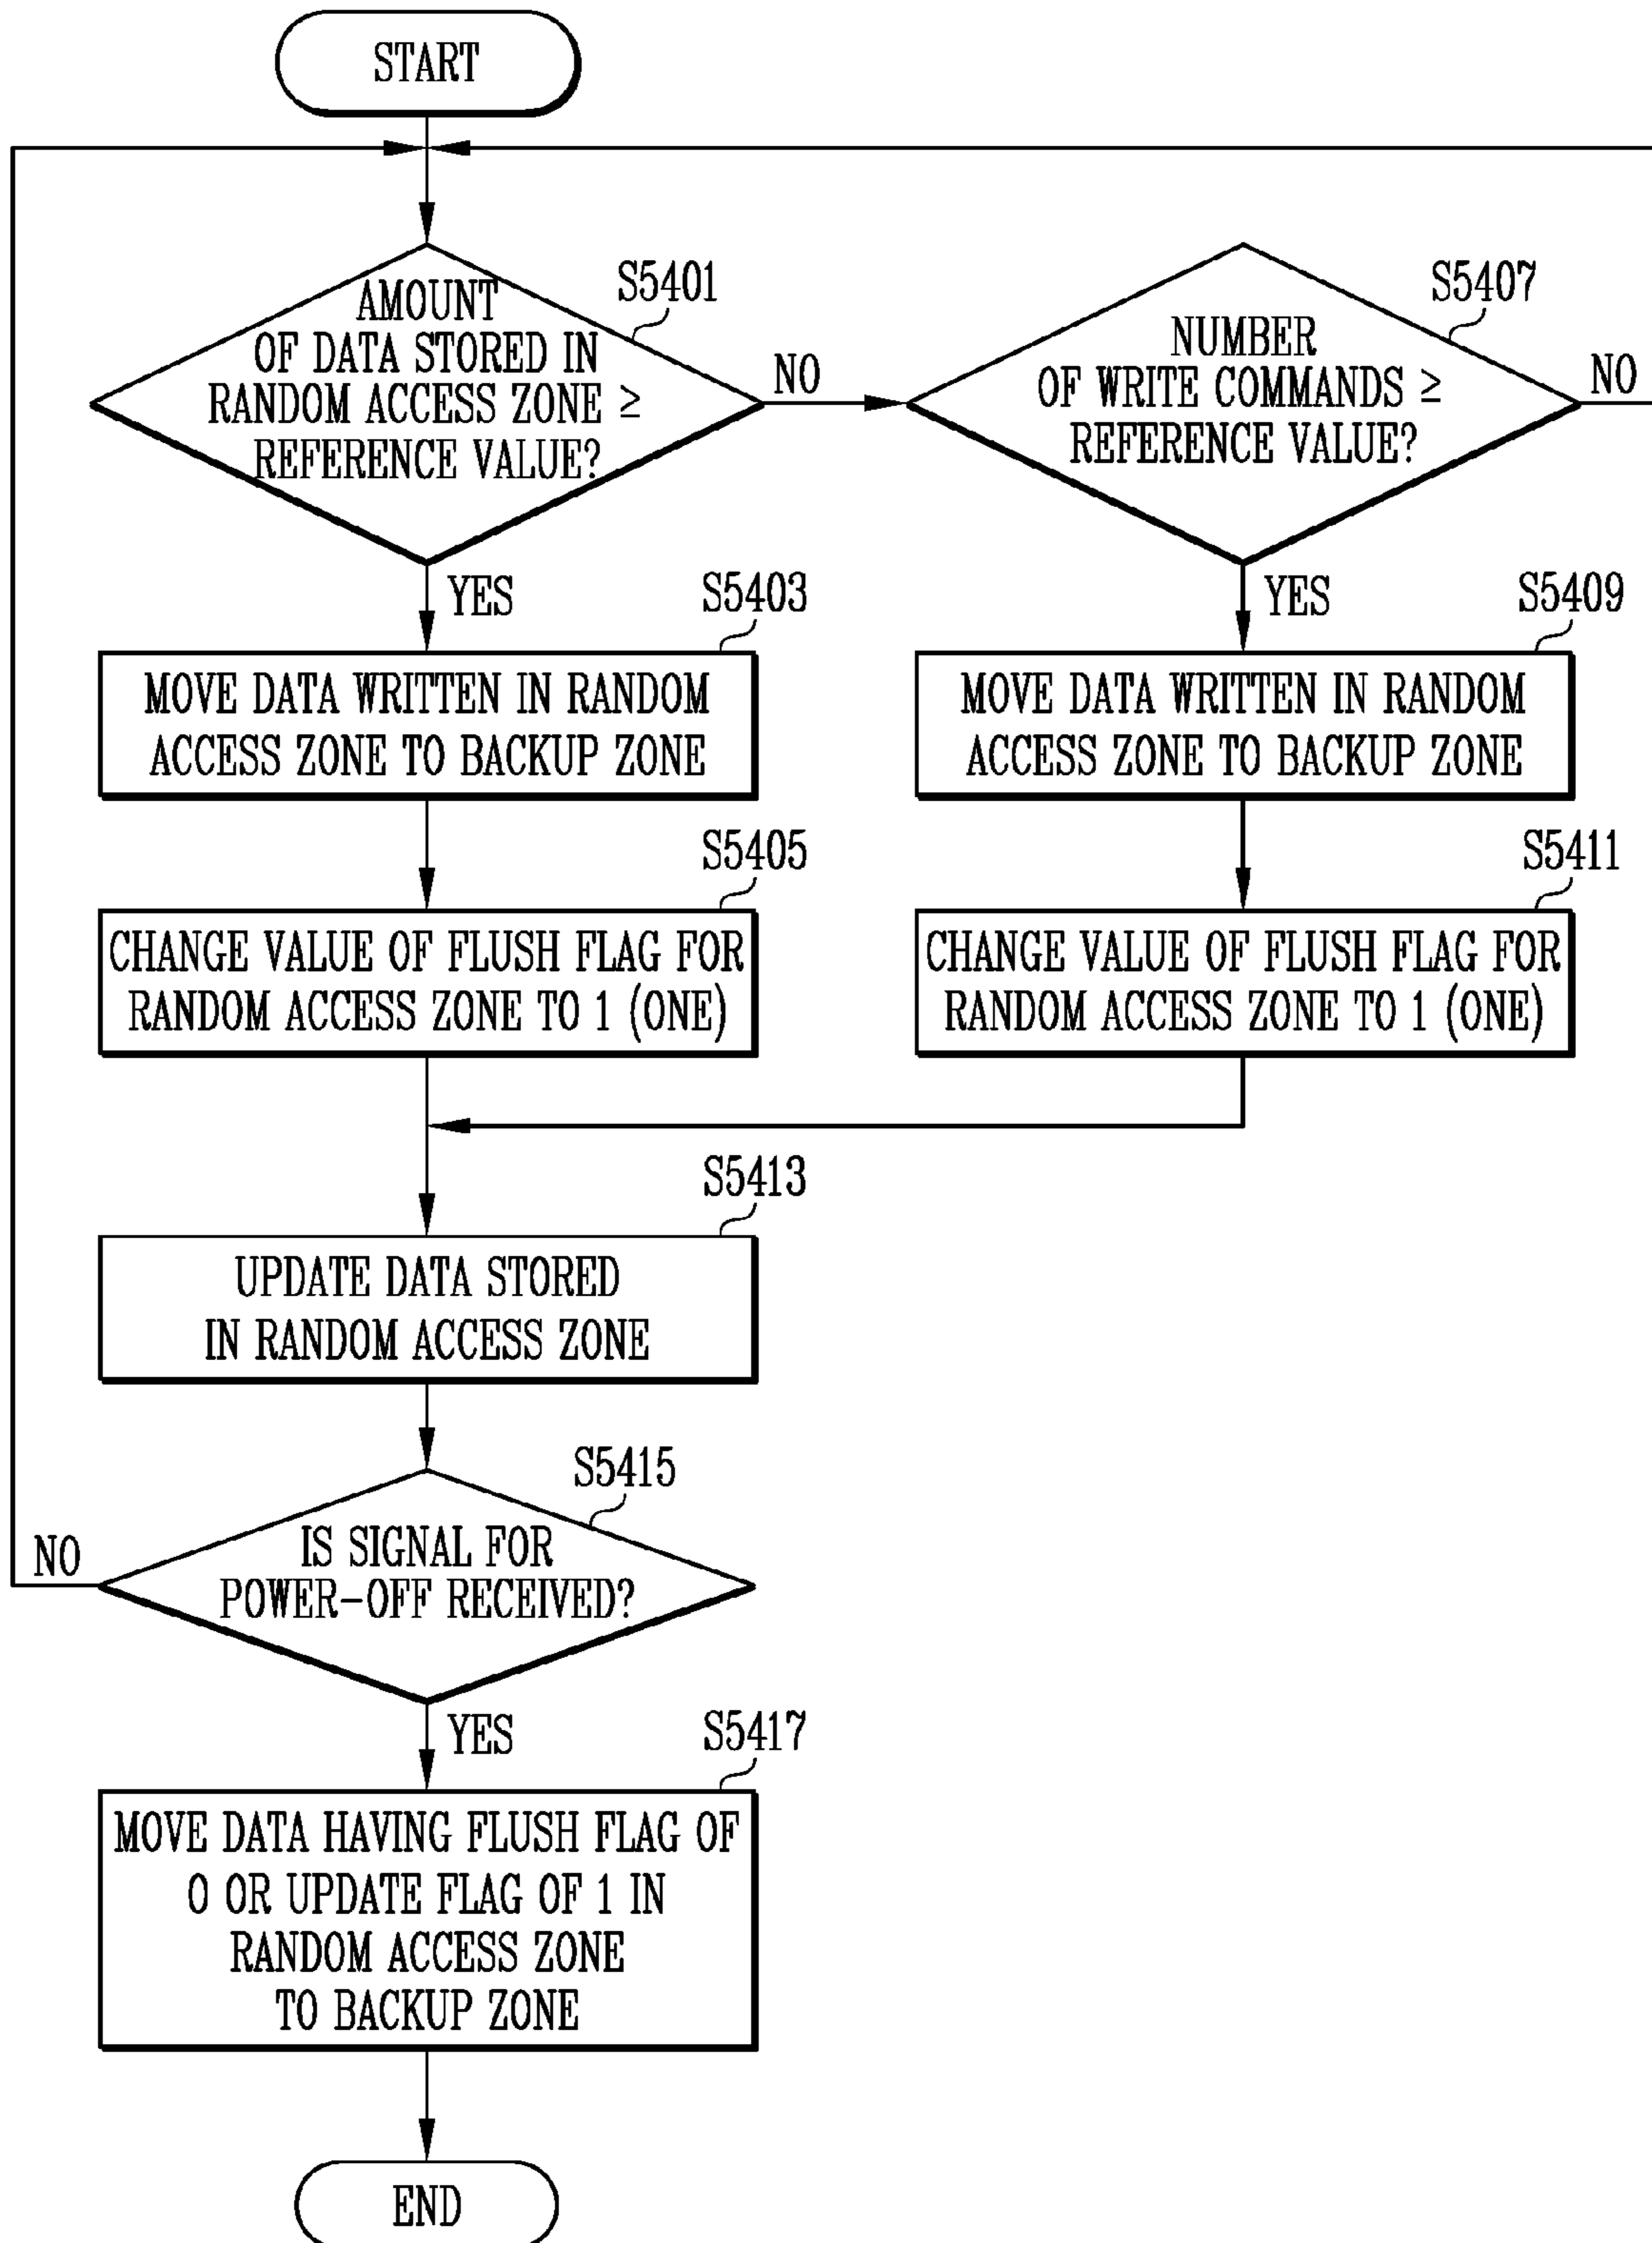 START
S5401
AMOUNT
OF DATA STORED IN
RANDOM ACCESS ZONE ≥
REFERENCE VALUE?
NO
S5407
NUMBER
OF WRITE COMMANDS ≥
REFERENCE VALUE?
NO
YES
S5403
MOVE DATA WRITTEN IN RANDOM
ACCESS ZONE TO BACKUP ZONE
YES
S5409
MOVE DATA WRITTEN IN RANDOM
ACCESS ZONE TO BACKUP ZONE
S5405
CHANGE VALUE OF FLUSH FLAG FOR
RANDOM ACCESS ZONE TO 1 (ONE)
S5411
CHANGE VALUE OF FLUSH FLAG FOR
RANDOM ACCESS ZONE TO 1 (ONE)
S5413
UPDATE DATA STORED
IN RANDOM ACCESS ZONE
S5415
IS SIGNAL FOR
POWER-OFF RECEIVED?
NO
YES
S5417
MOVE DATA HAVING FLUSH FLAG OF
0 OR UPDATE FLAG OF 1 IN
RANDOM ACCESS ZONE
TO BACKUP ZONE
END